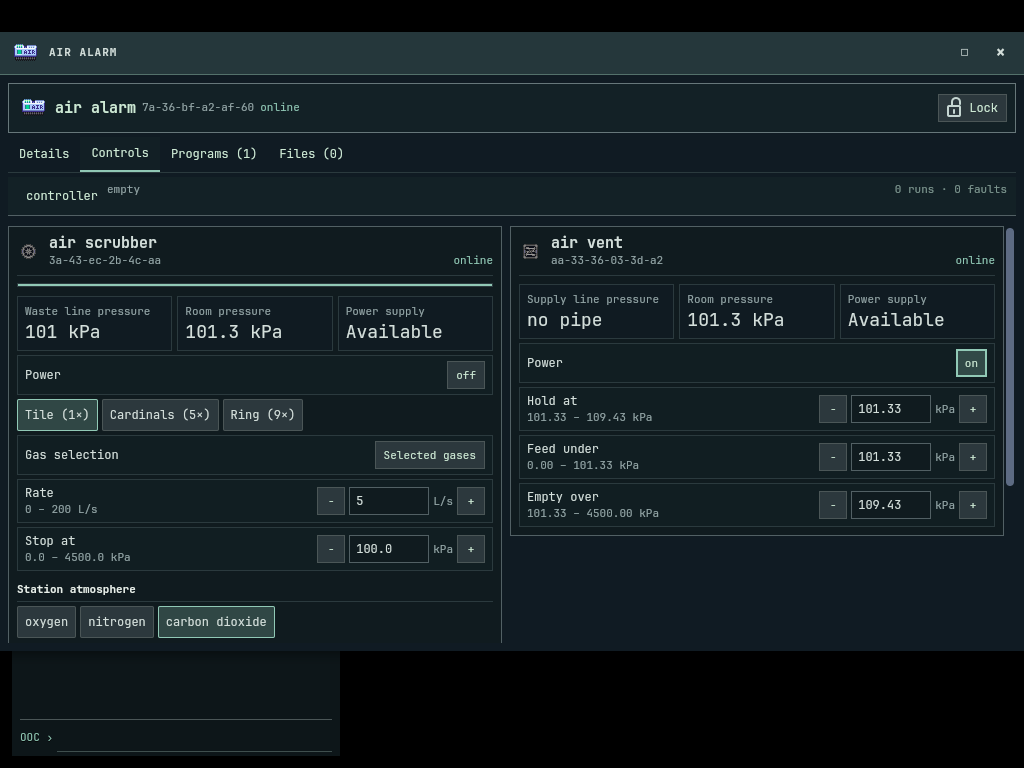 AIR AIR ALARM
AIR air alarm 7a-36-bf-a2-af-60 online Lock
Details Controls Programs (1) Files (0)
controller empty 0 runs · 0 faults
air scrubber
3a-43-ec-2b-4c-aa online
Waste line pressure Room pressure Power supply
101 kPa 101.3 kPa Available
Power off
Tile (1×) Cardinals (5×) Ring (9×)
Gas selection Selected gases
Rate
0 – 200 L/s - 5 L/s +
Stop at
0.0 – 4500.0 kPa - 100.0 kPa +
Station atmosphere
oxygen nitrogen carbon dioxide
air vent
aa-33-36-03-3d-a2 online
Supply line pressure Room pressure Power supply
no pipe 101.3 kPa Available
Power on
Hold at
101.33 – 109.43 kPa - 101.33 kPa +
Feed under
0.00 – 101.33 kPa - 101.33 kPa +
Empty over
101.33 – 4500.00 kPa - 109.43 kPa +
OOC ›